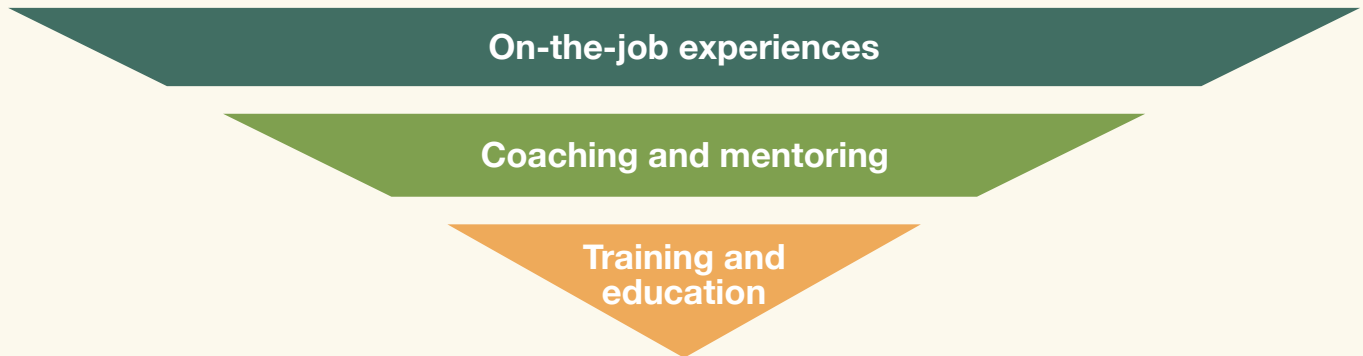 On-the-job experiences
Coaching and mentoring
Training and
education